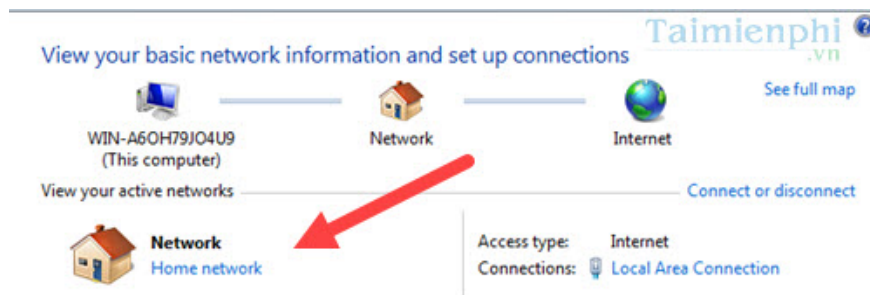 Taimienphi
.vn
View your basic network information and set up connections
See full map
WIN-A6OH79JO4U9
(This computer)
Network
Internet
View your active networks
Connect or disconnect
Network
Home network
Access type: Internet
Connections: Local Area Connection